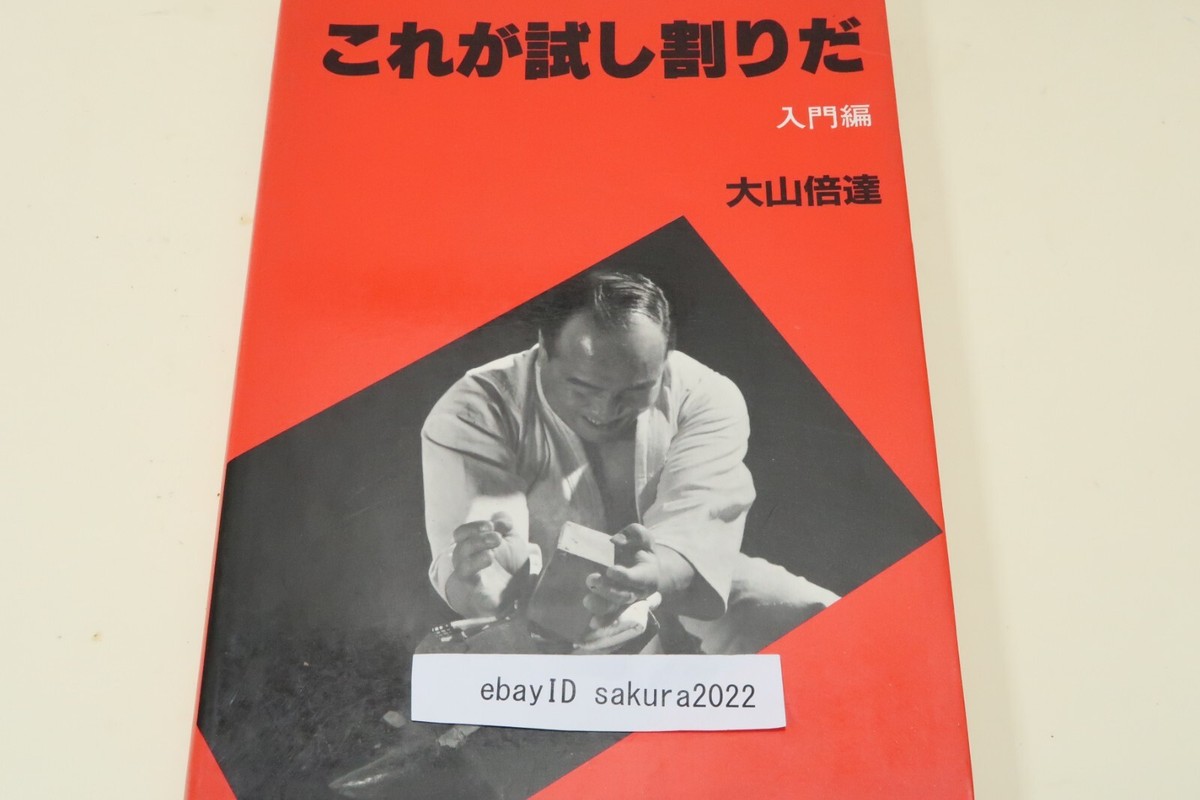 これが試し割りだ
入門編
大山倍達
ebayID sakura2022